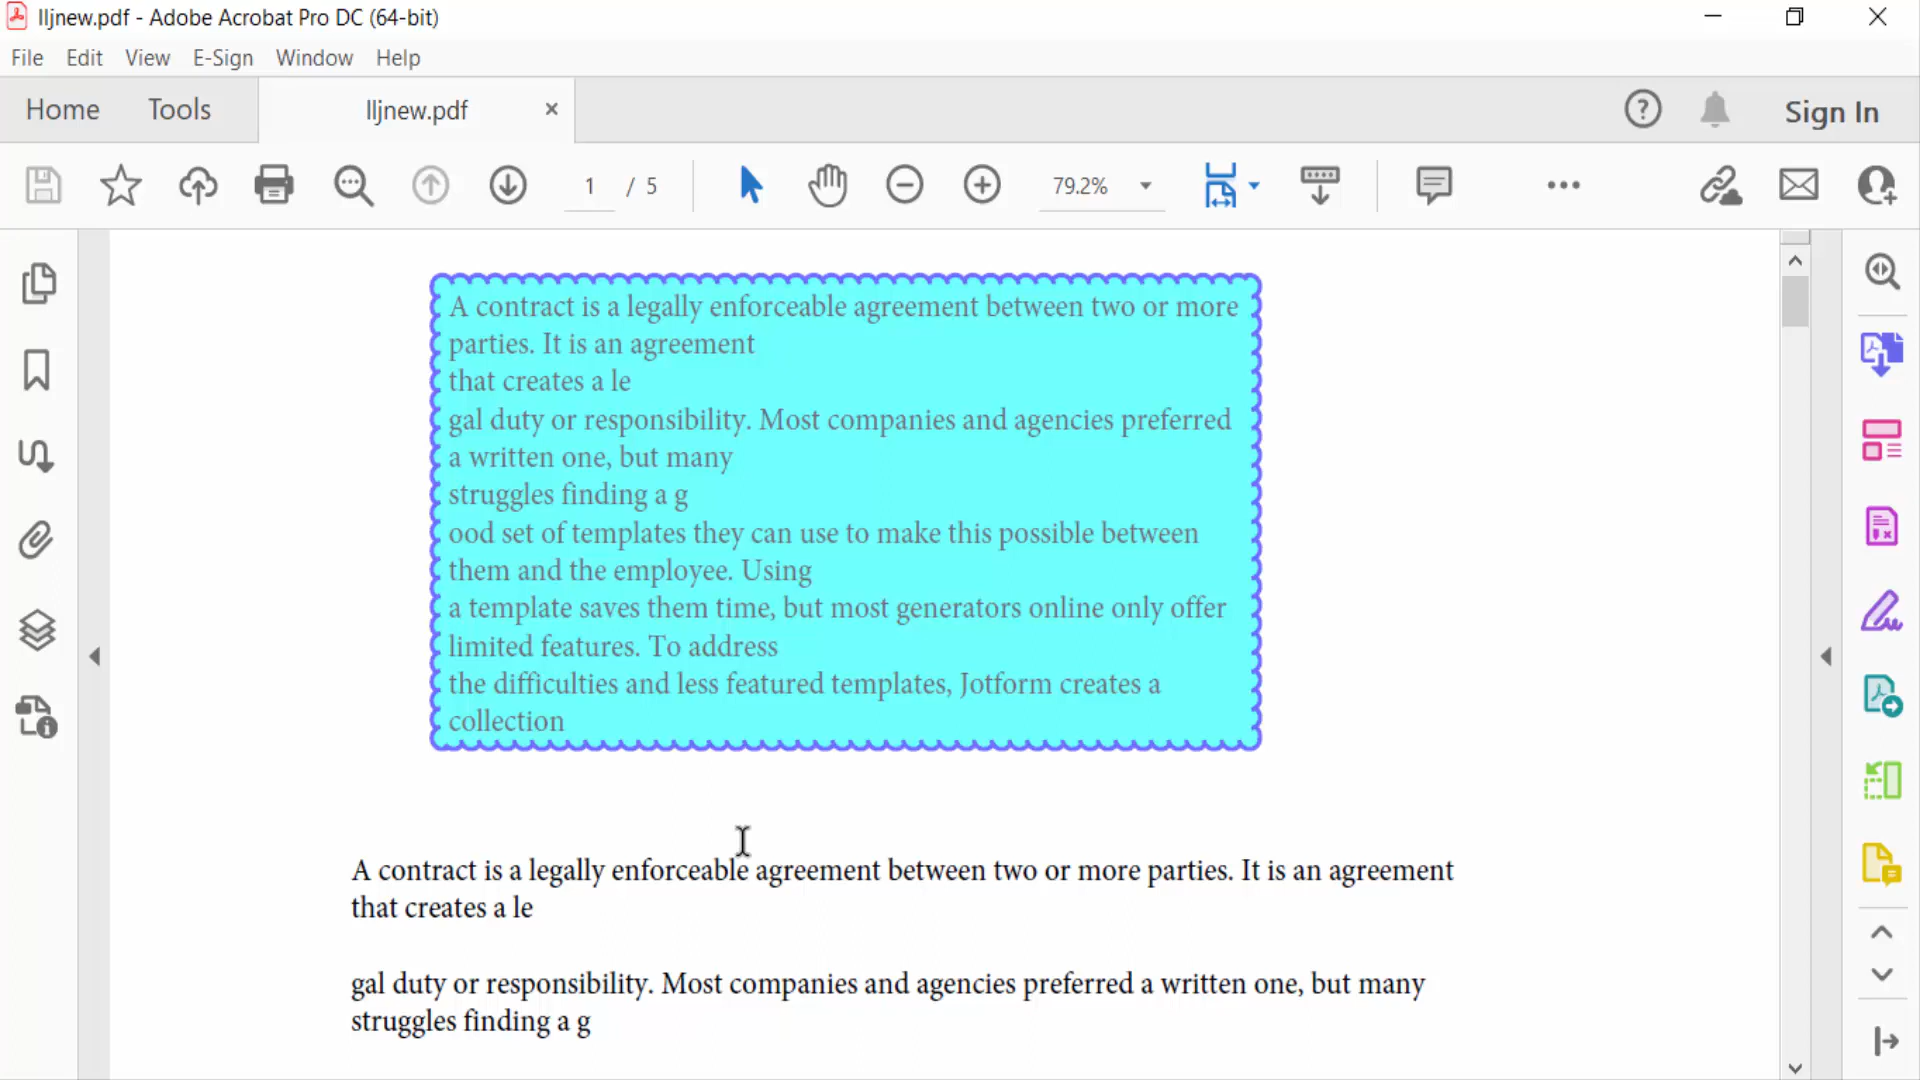 lljnew.pdf - Adobe Acrobat Pro DC (64-bit)
File Edit View E-Sign Window Help
Home Tools lljnew.pdf × Sign In
1 / 5 79.2%
A contract is a legally enforceable agreement between two or more
parties. It is an agreement
that creates a le
gal duty or responsibility. Most companies and agencies preferred
a written one, but many
struggles finding a g
ood set of templates they can use to make this possible between
them and the employee. Using
a template saves them time, but most generators online only offer
limited features. To address
the difficulties and less featured templates, Jotform creates a
collection
A contract is a legally enforceable agreement between two or more parties. It is an agreement
that creates a le
gal duty or responsibility. Most companies and agencies preferred a written one, but many
struggles finding a g